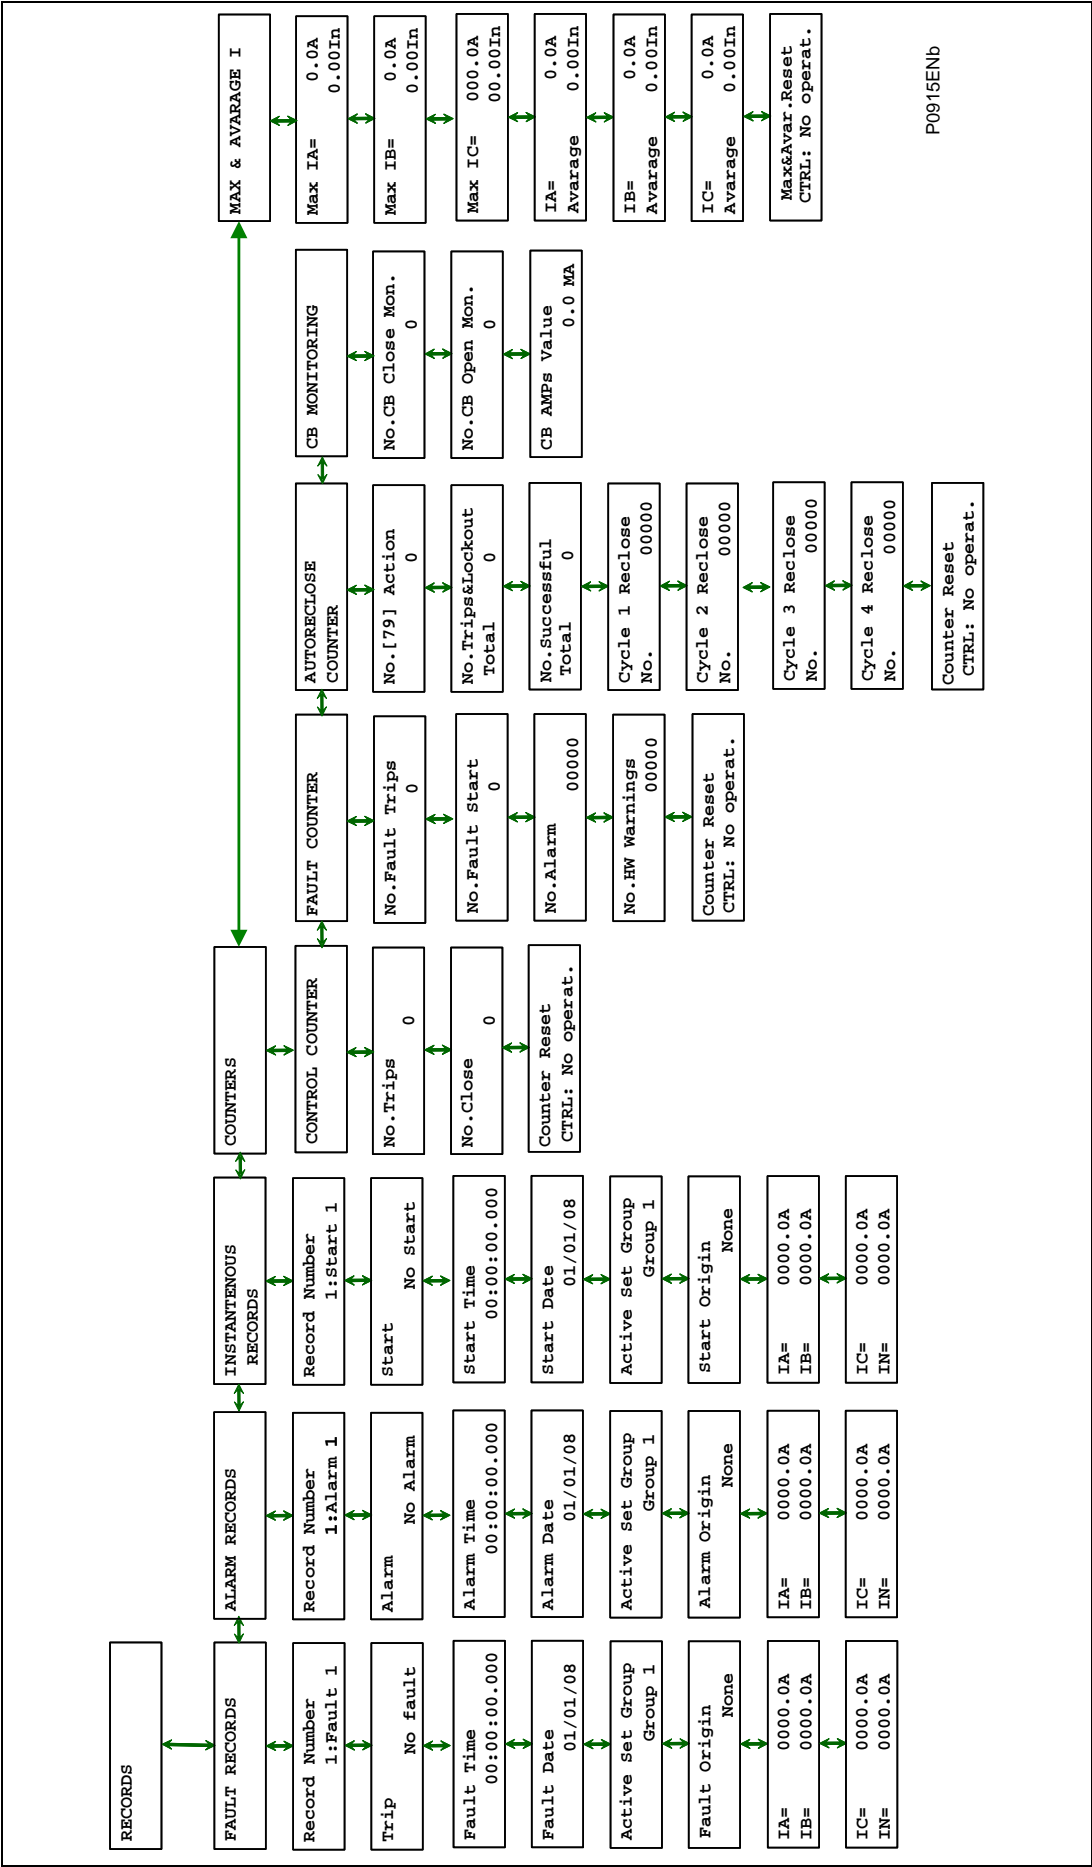 RECORDS
FAULT RECORDS
Record Number
1:Fault 1
Trip
No fault
Fault Time
00:00:00.000
Fault Date
01/01/08
Active Set Group
Group 1
Fault Origin
None
IA= 0000.0A
IB= 0000.0A
IC= 0000.0A
IN= 0000.0A
ALARM RECORDS
Record Number
1:Alarm 1
Alarm
No Alarm
Alarm Time
00:00:00.000
Alarm Date
01/01/08
Active Set Group
Group 1
Alarm Origin
None
IA= 0000.0A
IB= 0000.0A
IC= 0000.0A
IN= 0000.0A
INSTANTENOUS
RECORDS
Record Number
1:Start 1
Start
No Start
Start Time
00:00:00.000
Start Date
01/01/08
Active Set Group
Group 1
Start Origin
None
IA= 0000.0A
IB= 0000.0A
IC= 0000.0A
IN= 0000.0A
COUNTERS
CONTROL COUNTER
No.Trips
0
No.Close
0
Counter Reset
CTRL: No operat.
FAULT COUNTER
No.Fault Trips
0
No.Fault Start
0
No.Alarm
00000
No.HW Warnings
00000
Counter Reset
CTRL: No operat.
AUTORECLOSE
COUNTER
No.[79] Action
0
No.Trips&Lockout
Total 0
No.Successful
Total 0
Cycle 1 Reclose
No. 00000
Cycle 2 Reclose
No. 00000
Cycle 3 Reclose
No. 00000
Cycle 4 Reclose
No. 00000
Counter Reset
CTRL: No operat.
CB MONITORING
No.CB Close Mon.
0
No.CB Open Mon.
0
CB AMPs Value
0.0 MA
MAX & AVARAGE I
Max IA= 0.0A
0.00In
Max IB= 0.0A
0.00In
Max IC= 000.0A
00.00In
IA= 0.0A
Avarage 0.00In
IB= 0.0A
Avarage 0.00In
IC= 0.0A
Avarage 0.00In
Max&Avar.Reset
CTRL: No operat.
P0915ENb